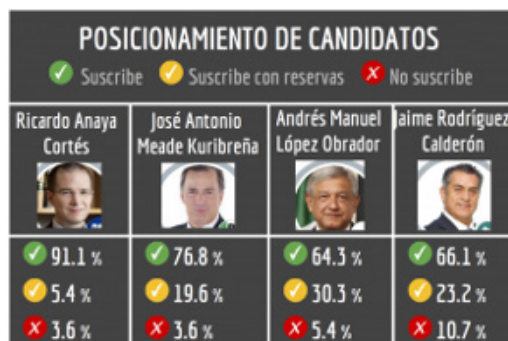 POSICIONAMIENTO DE CANDIDATOS
Suscribe Suscribe con reservas No suscribe
Ricardo Anaya
Cortés
José Antonio
Meade Kuribreña
Andrés Manuel
López Obrador
Jaime Rodríguez
Calderón
91.1 % 76.8 % 64.3 % 66.1 %
5.4 % 19.6 % 30.3 % 23.2 %
3.6 % 3.6 % 5.4 % 10.7 %